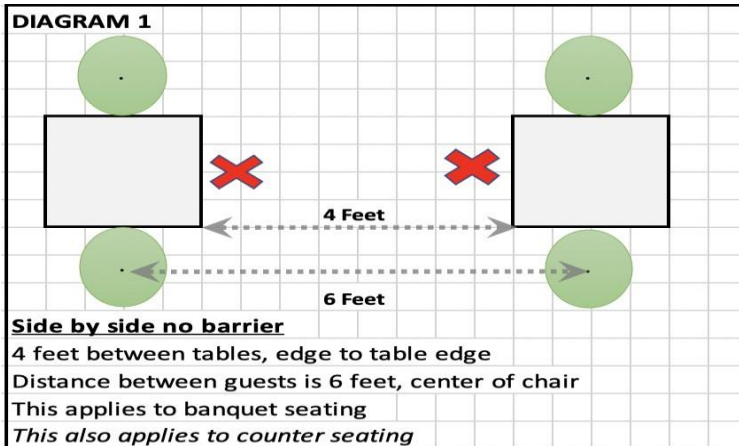 DIAGRAM 1
4 Feet
6 Feet
Side by side no barrier
4 feet between tables, edge to table edge
Distance between guests is 6 feet, center of chair
This applies to banquet seating
This also applies to counter seating